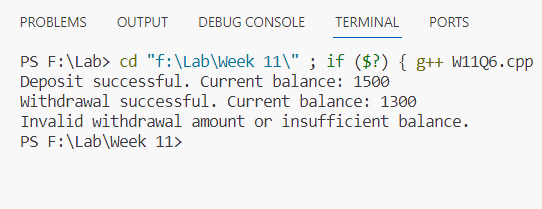 PROBLEMS OUTPUT DEBUG CONSOLE TERMINAL PORTS
PS F:\Lab> cd "f:\Lab\Week 11\" ; if ($?) { g++ W11Q6.cpp
Deposit successful. Current balance: 1500
Withdrawal successful. Current balance: 1300
Invalid withdrawal amount or insufficient balance.
PS F:\Lab\Week 11>